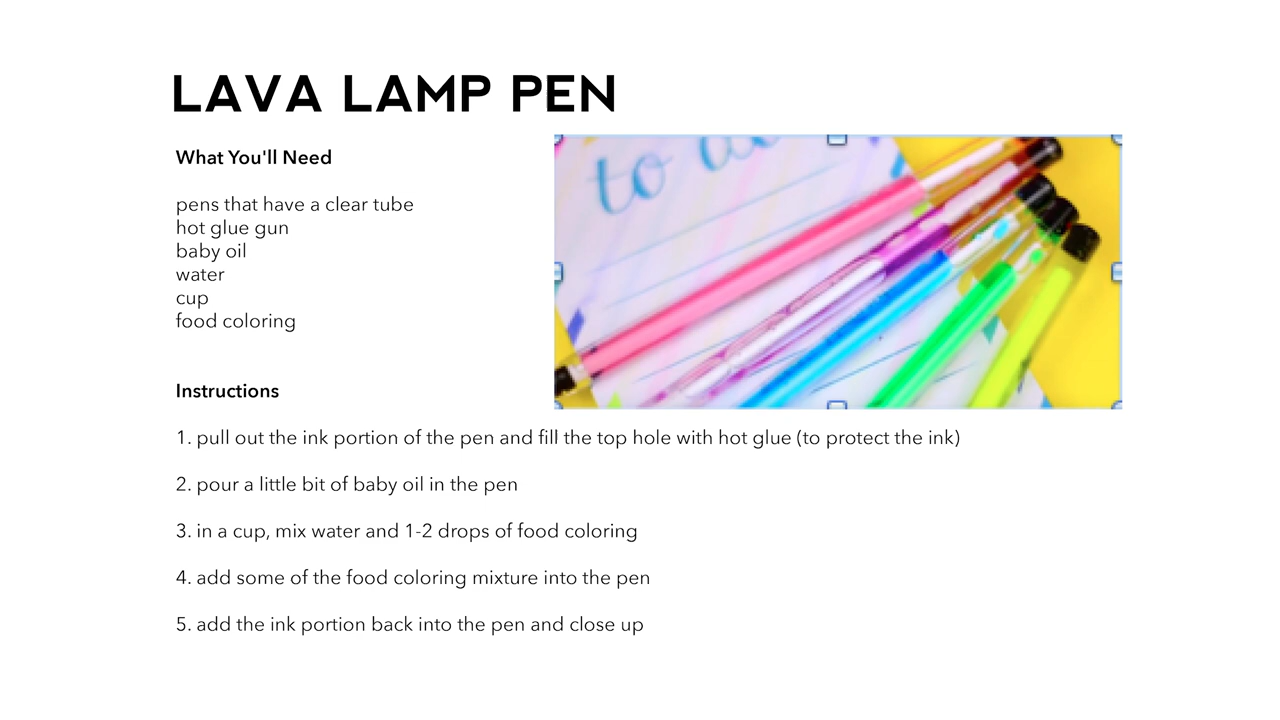 LAVA LAMP PEN
What You'll Need
pens that have a clear tube
hot glue gun
baby oil
water
cup
food coloring
to
Instructions
1. pull out the ink portion of the pen and fill the top hole with hot glue (to protect the ink)
2. pour a little bit of baby oil in the pen
3. in a cup, mix water and 1-2 drops of food coloring
4. add some of the food coloring mixture into the pen
5. add the ink portion back into the pen and close up